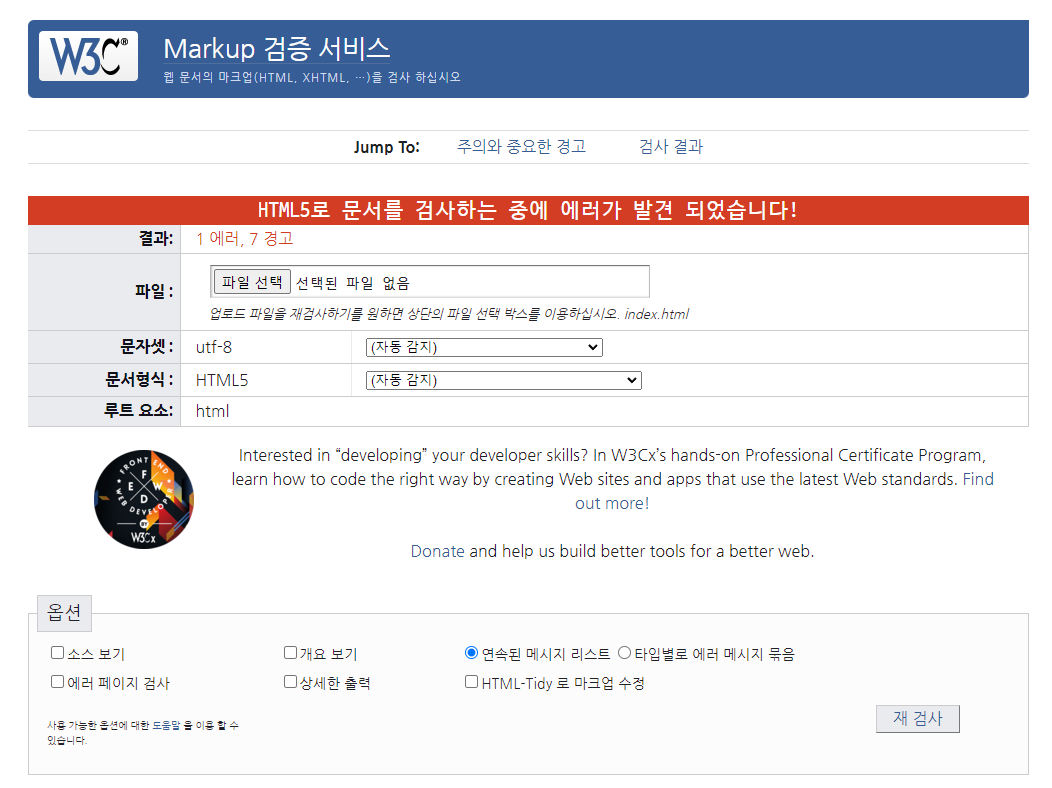 W3C®
Markup 검증 서비스
웹 문서의 마크업(HTML, XHTML, …)을 검사 하십시오
Jump To: 주의와 중요한 경고 검사 결과
HTML5로 문서를 검사하는 중에 에러가 발견 되었습니다!
결과: 1 에러, 7 경고
파일 : 파일 선택 선택된 파일 없음
업로드 파일을 재검사하기를 원하면 상단의 파일 선택 박스를 이용하십시오. index.html
문자셋 : utf-8 (자동 감지)
문서형식 : HTML5 (자동 감지)
루트 요소: html
FRONT END
F
E W
D
WEB DEVELOPER
BY
W3Cx
Interested in “developing” your developer skills? In W3Cx’s hands-on Professional Certificate Program,
learn how to code the right way by creating Web sites and apps that use the latest Web standards. Find
out more!
Donate and help us build better tools for a better web.
옵션
소스 보기 개요 보기 연속된 메시지 리스트 타입별로 에러 메시지 묶음
에러 페이지 검사 상세한 출력 HTML-Tidy 로 마크업 수정
사용 가능한 옵션에 대한 도움말 을 이용 할 수
있습니다.
재 검사